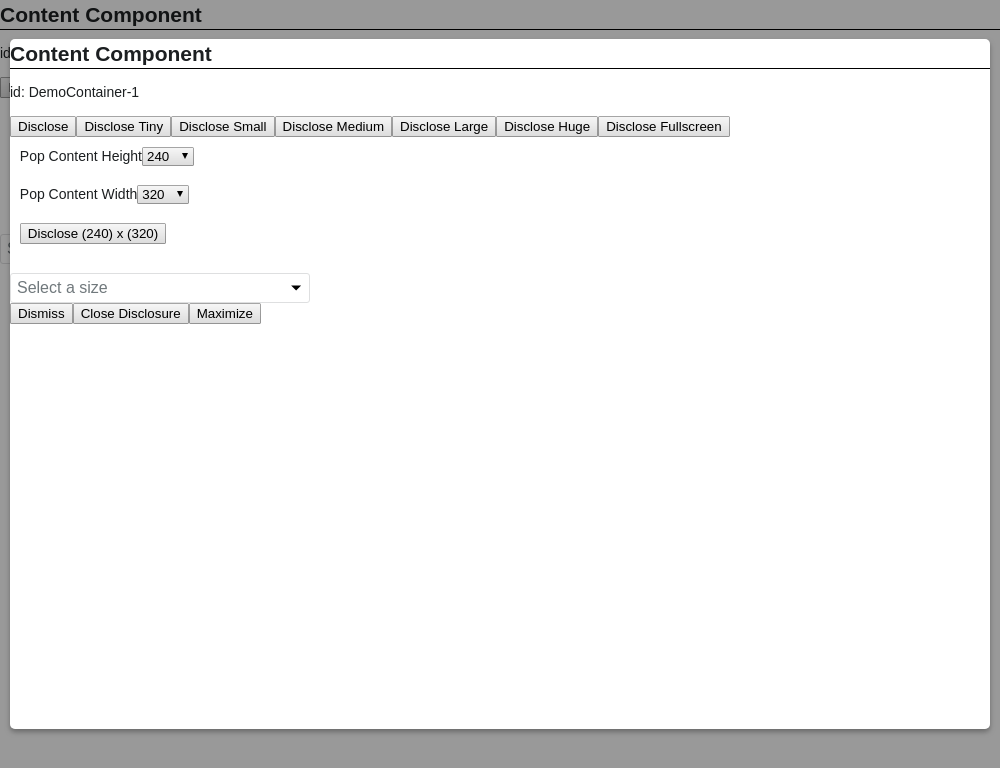 Content Component
id
Content Component
id: DemoContainer-1
Disclose Disclose Tiny Disclose Small Disclose Medium Disclose Large Disclose Huge Disclose Fullscreen
Pop Content Height 240
Pop Content Width 320
Disclose (240) x (320)
Select a size
Dismiss Close Disclosure Maximize